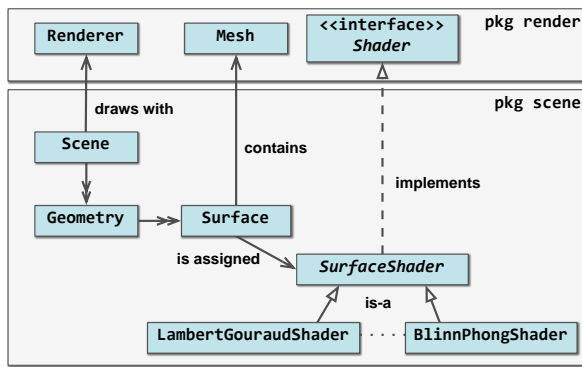 pkg render
Renderer
Mesh
<<interface>>
Shader
pkg scene
draws with
contains
Scene
implements
Geometry
Surface
is assigned
SurfaceShader
is-a
LambertGouraudShader
BlinnPhongShader